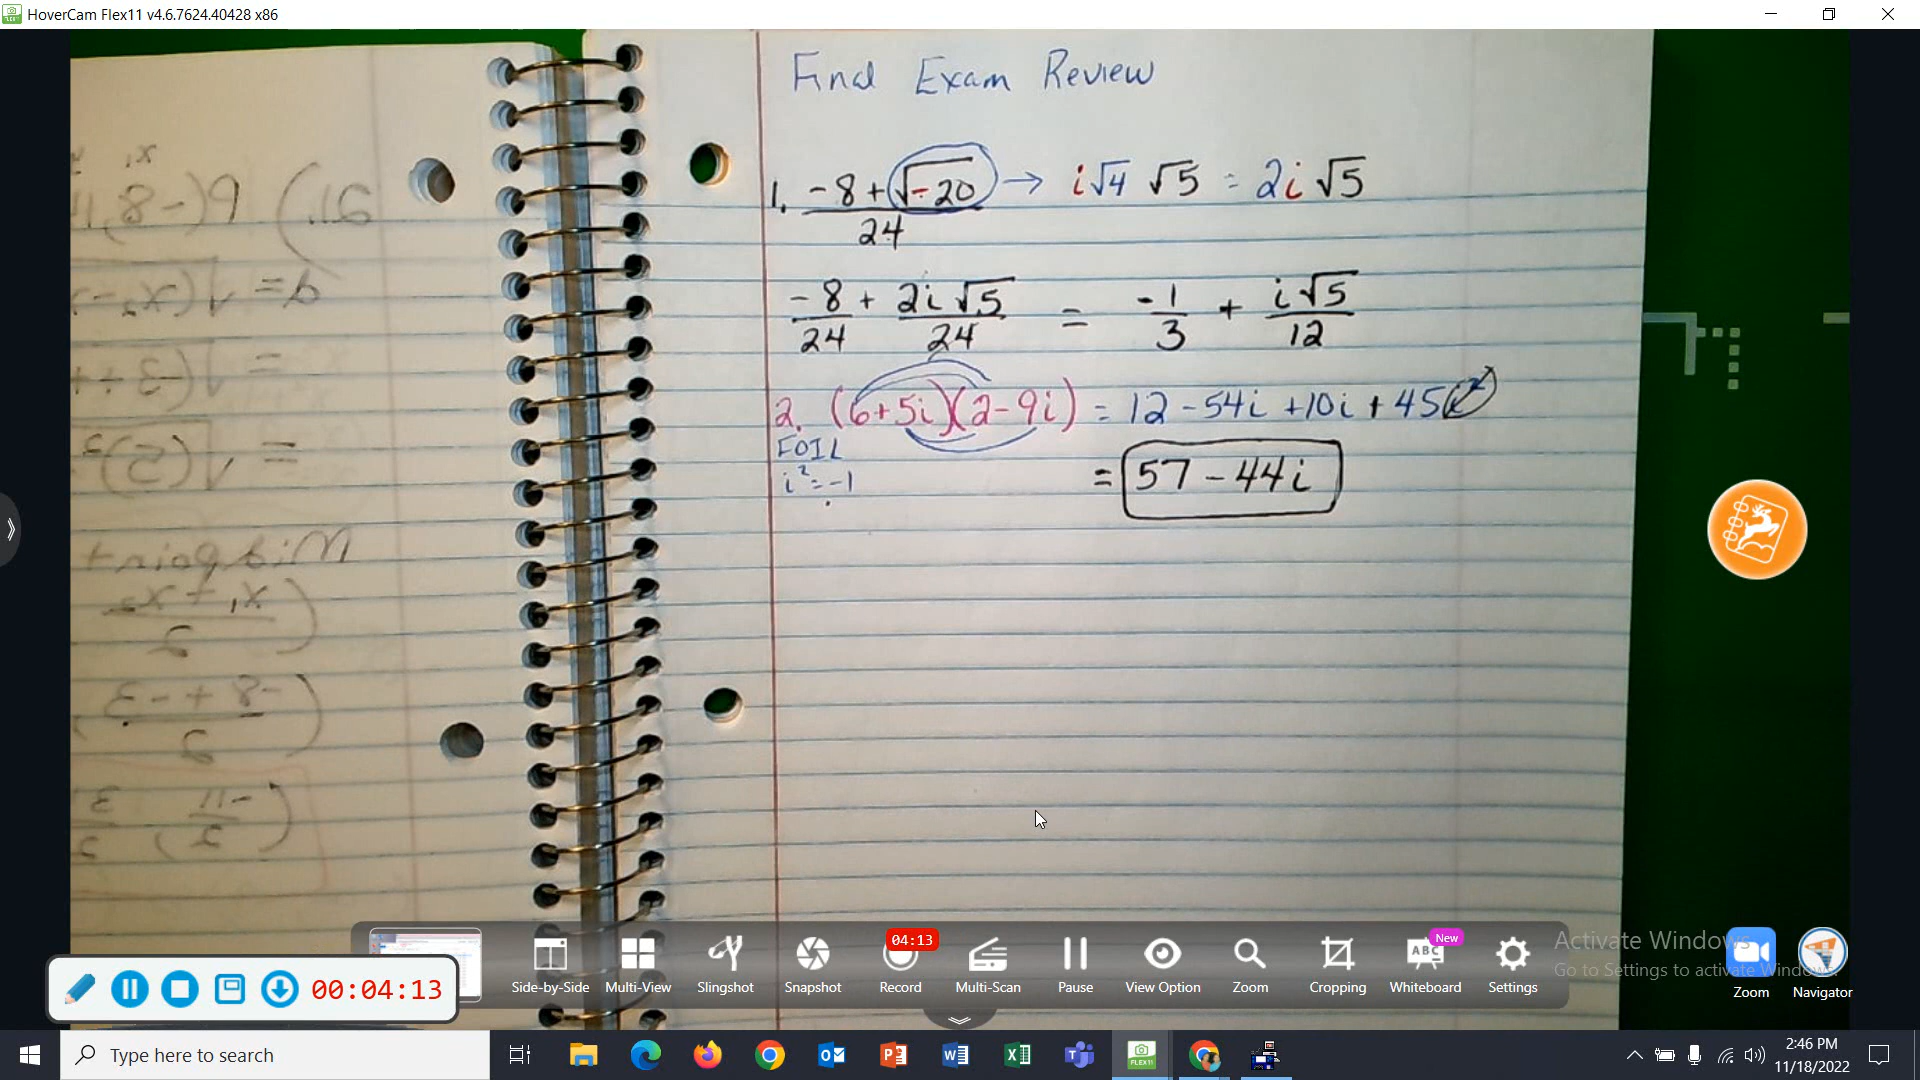 HoverCam Flex11 v4.6.7624.40428 x86
Final Exam Review
1. (-8 + √-20)/24 → i√4 √5 = 2i√5
-8/24 + 2i√5/24 = -1/3 + i√5/12
2. (6+5i)(2-9i) = 12 - 54i + 10i + 45i²
FOIL
i² = -1
= 57 - 44i
Activate Windows
Go to Settings to activate Windows.
04:13
New
ABC
Side-by-Side Multi-View Slingshot Snapshot Record Multi-Scan Pause View Option Zoom Cropping Whiteboard Settings
Zoom Navigator
00:04:13
Type here to search
FLEX11
2:46 PM
11/18/2022